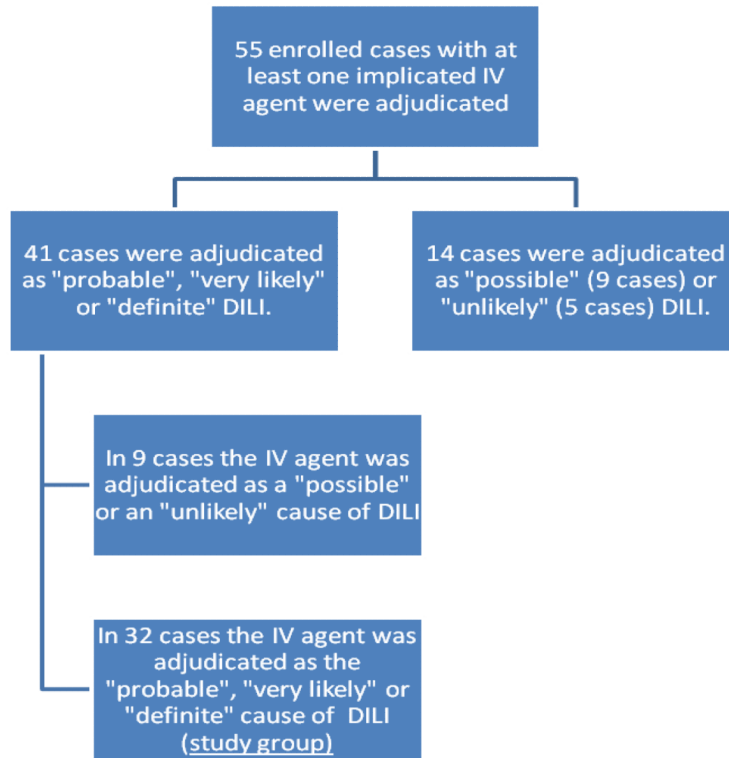 55 enrolled cases with at
least one implicated IV
agent were adjudicated
41 cases were adjudicated
as "probable", "very likely"
or "definite" DILI.
14 cases were adjudicated
as "possible" (9 cases) or
"unlikely" (5 cases) DILI.
In 9 cases the IV agent was
adjudicated as a "possible"
or an "unlikely" cause of DILI
In 32 cases the IV agent was
adjudicated as the
"probable", "very likely" or
"definite" cause of DILI
(study group)